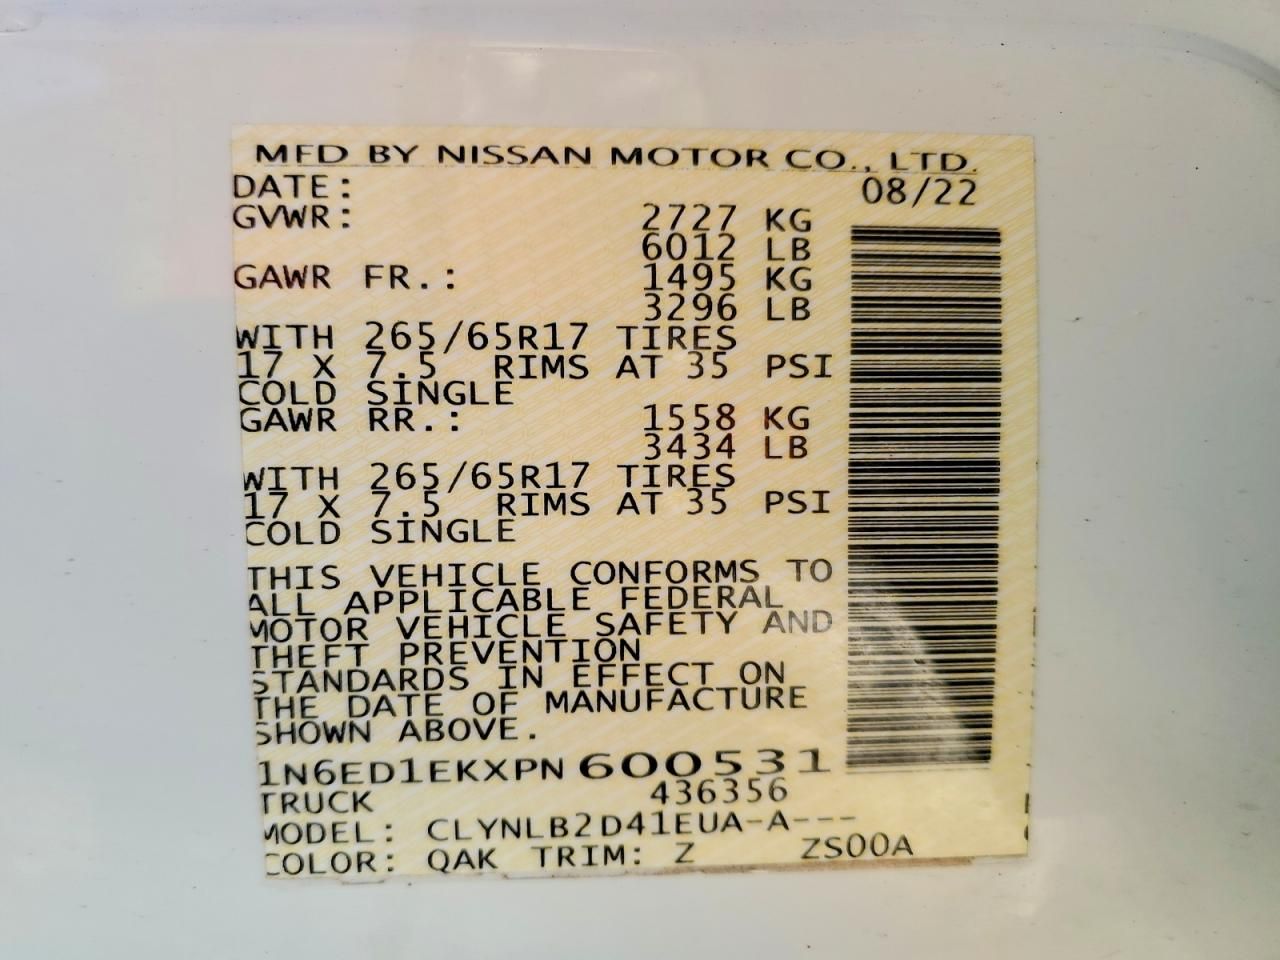 MFD BY NISSAN MOTOR CO., LTD.
DATE: 08/22
GVWR: 2727 KG
6012 LB
GAWR FR.: 1495 KG
3296 LB
WITH 265/65R17 TIRES
17 X 7.5 RIMS AT 35 PSI
COLD SINGLE
GAWR RR.: 1558 KG
3434 LB
WITH 265/65R17 TIRES
17 X 7.5 RIMS AT 35 PSI
COLD SINGLE
THIS VEHICLE CONFORMS TO
ALL APPLICABLE FEDERAL
MOTOR VEHICLE SAFETY AND
THEFT PREVENTION
STANDARDS IN EFFECT ON
THE DATE OF MANUFACTURE
SHOWN ABOVE.
1N6ED1EKXPN600531
TRUCK 436356
MODEL: CLYNLB2D41EUA-A---
COLOR: QAK TRIM: Z ZS00A